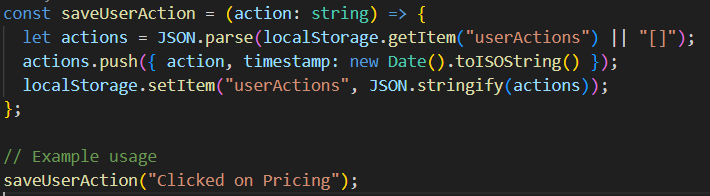 const saveUserAction = (action: string) => {
  let actions = JSON.parse(localStorage.getItem("userActions") || "[]");
  actions.push({ action, timestamp: new Date().toISOString() });
  localStorage.setItem("userActions", JSON.stringify(actions));
};

// Example usage
saveUserAction("Clicked on Pricing");